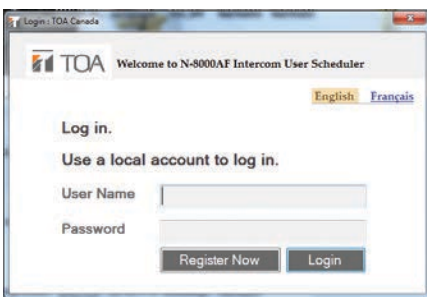 Login : TOA Canada
TOA Welcome to N-8000AF Intercom User Scheduler
English Français
Log in.
Use a local account to log in.
User Name
Password
Register Now Login